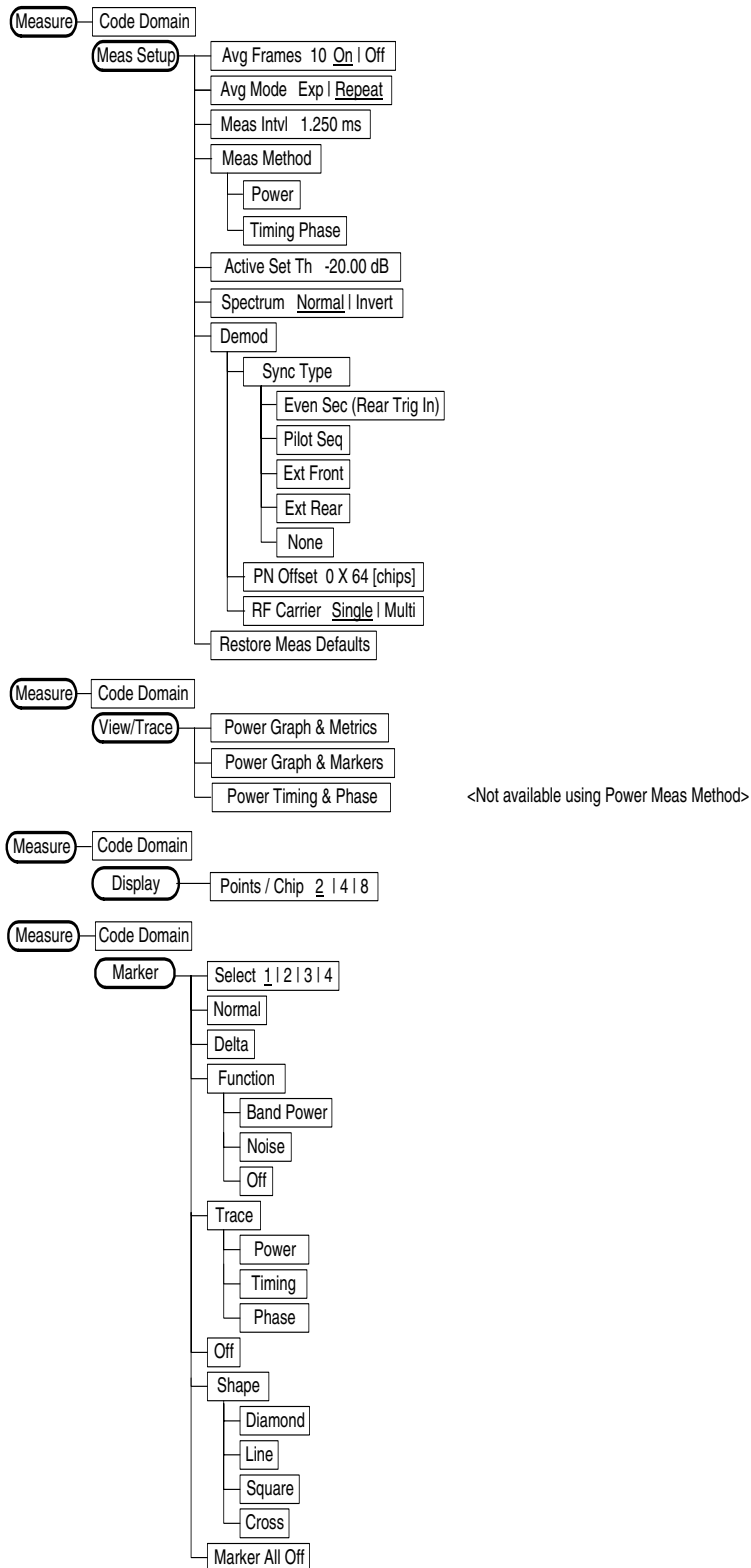 Measure Code Domain
Meas Setup Avg Frames 10 On | Off
Avg Mode Exp | Repeat
Meas Intvl 1.250 ms
Meas Method
Power
Timing Phase
Active Set Th -20.00 dB
Spectrum Normal | Invert
Demod
Sync Type
Even Sec (Rear Trig In)
Pilot Seq
Ext Front
Ext Rear
None
PN Offset 0 X 64 [chips]
RF Carrier Single | Multi
Restore Meas Defaults
Measure Code Domain
View/Trace Power Graph & Metrics
Power Graph & Markers
Power Timing & Phase <Not available using Power Meas Method>
Measure Code Domain
Display Points / Chip 2 | 4 | 8
Measure Code Domain
Marker Select 1 | 2 | 3 | 4
Normal
Delta
Function
Band Power
Noise
Off
Trace
Power
Timing
Phase
Off
Shape
Diamond
Line
Square
Cross
Marker All Off